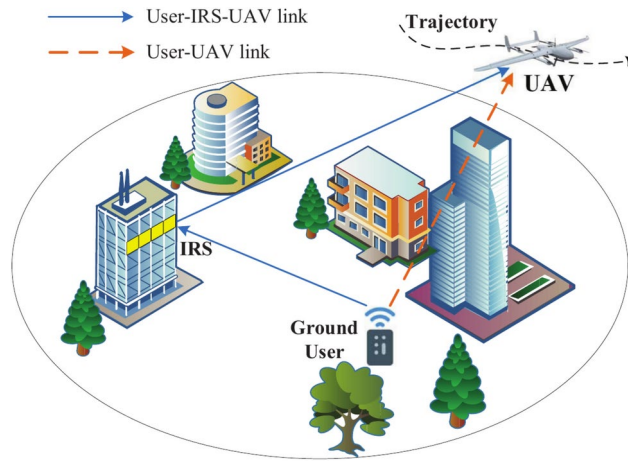 User-IRS-UAV link
User-UAV link
Trajectory
UAV
IRS
Ground
User